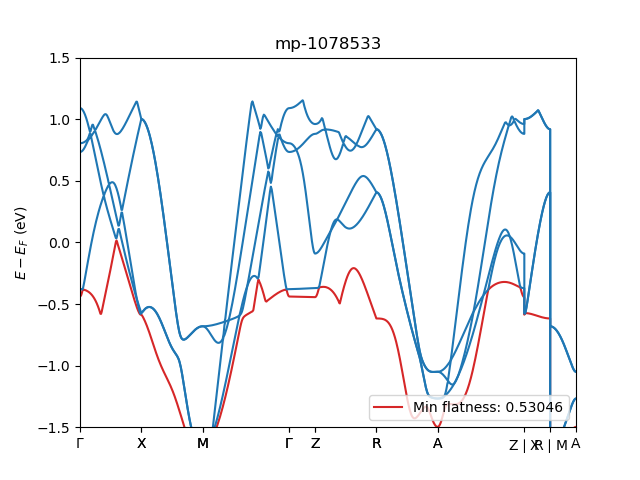 mp-1078533
E − E_F (eV)
1.5
1.0
0.5
0.0
−0.5
−1.0
−1.5
Min flatness: 0.53046
Γ X M Γ Z R A Z | X R | M A